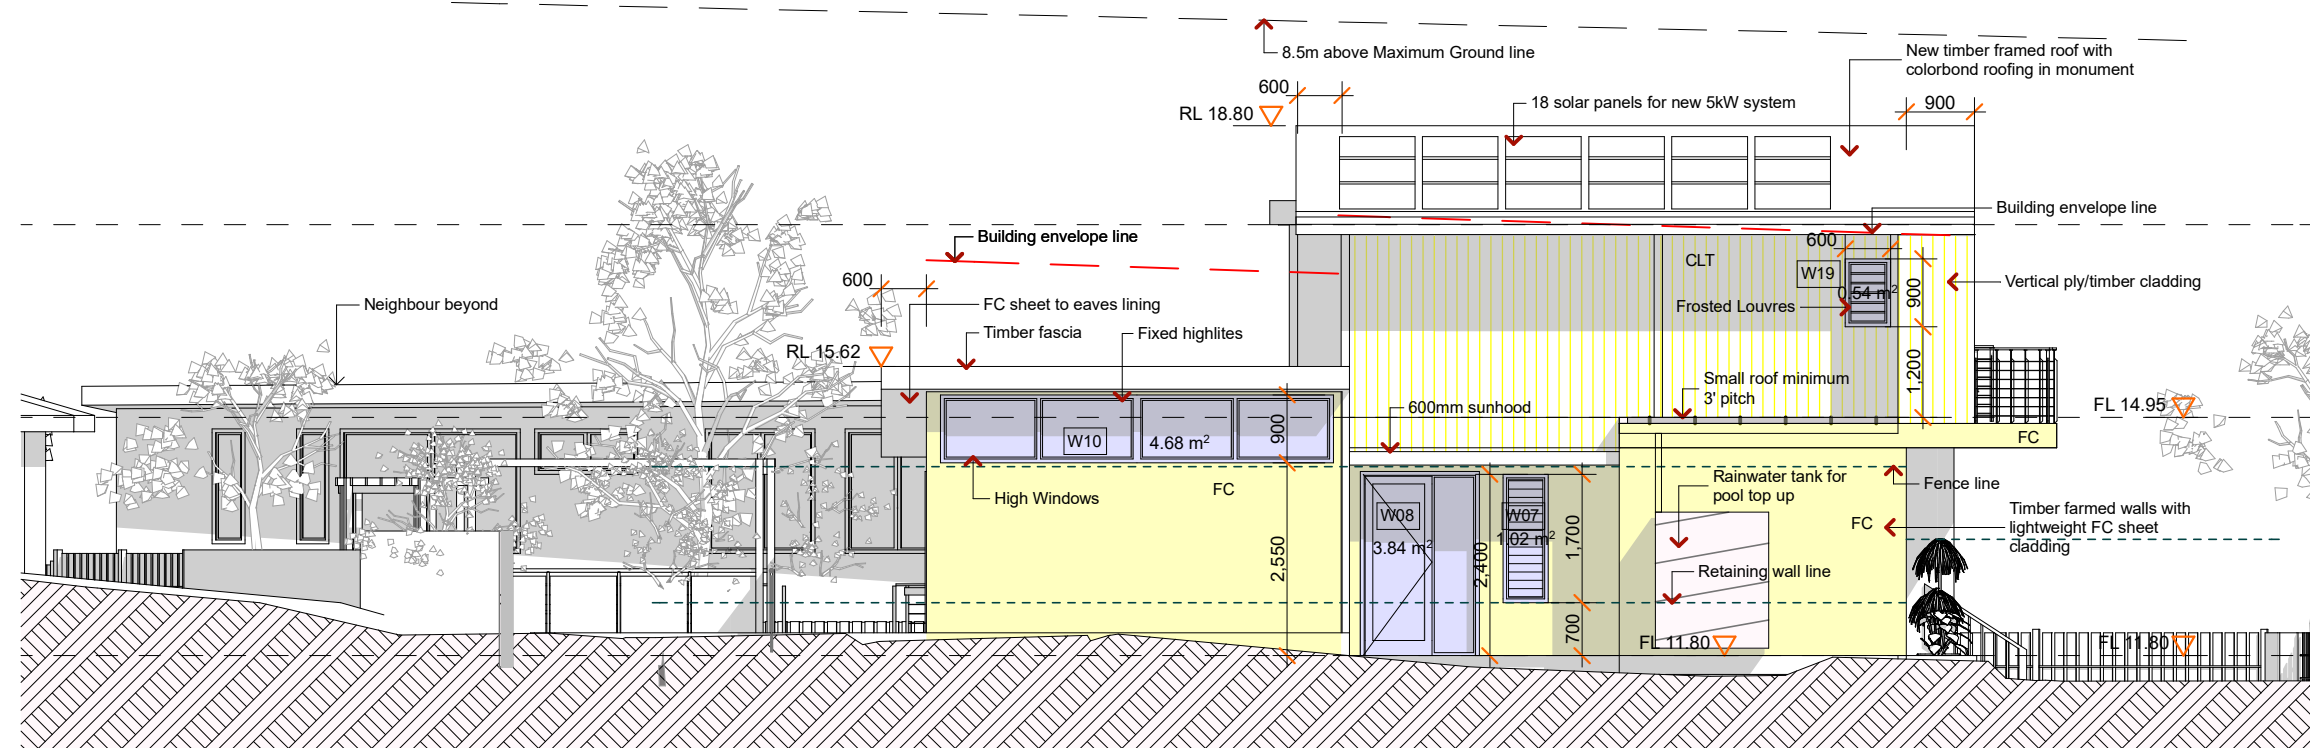 8.5m above Maximum Ground line
New timber framed roof with
colorbond roofing in monument
600
18 solar panels for new 5kW system
900
RL 18.80
Building envelope line
Building envelope line
600
CLT
W19
0.54 m²
900
Vertical ply/timber cladding
600
Neighbour beyond
FC sheet to eaves lining
Frosted Louvres
Timber fascia
Fixed highlites
RL 15.62
1,200
Small roof minimum
3' pitch
600mm sunhood
FL 14.95
W10
4.68 m²
900
FC
High Windows
FC
Rainwater tank for
pool top up
Fence line
W08
W07
3.84 m²
1.02 m²
2,400
1,700
FC
Timber farmed walls with
lightweight FC sheet
cladding
2,550
Retaining wall line
700
FL 11.80
FL 11.80